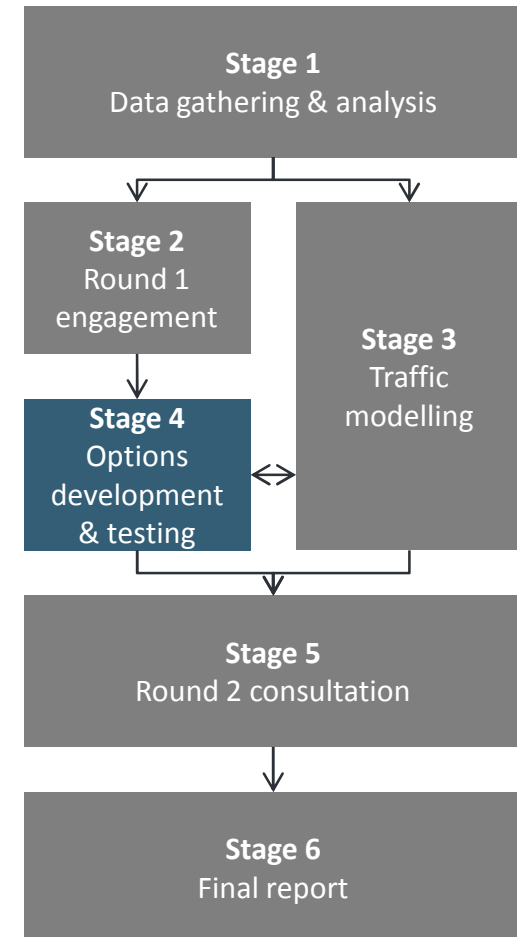 Stage 1
Data gathering & analysis
Stage 2
Round 1
engagement
Stage 3
Traffic
modelling
Stage 4
Options
development
& testing
Stage 5
Round 2 consultation
Stage 6
Final report